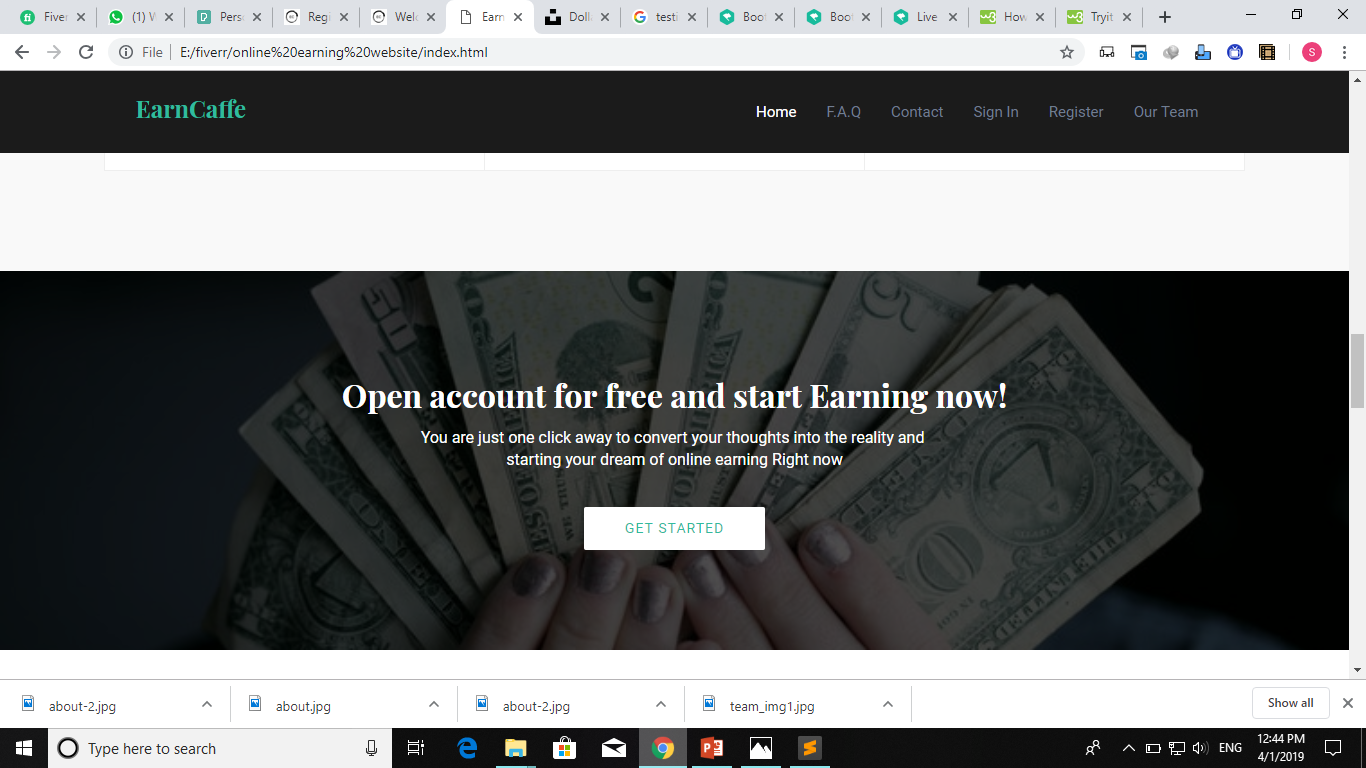 Fiver
(1) W
Pers
Regi
Welc
Earn
Doll
testi
Boot
Boot
Live
How
Tryit
File
E:/fiverr/online%20earning%20website/index.html
S
EarnCaffe
Home
F.A.Q
Contact
Sign In
Register
Our Team
Open account for free and start Earning now!
You are just one click away to convert your thoughts into the reality and
starting your dream of online earning Right now
GET STARTED
about-2.jpg
about.jpg
about-2.jpg
team_img1.jpg
Show all
Type here to search
ENG
12:44 PM
4/1/2019